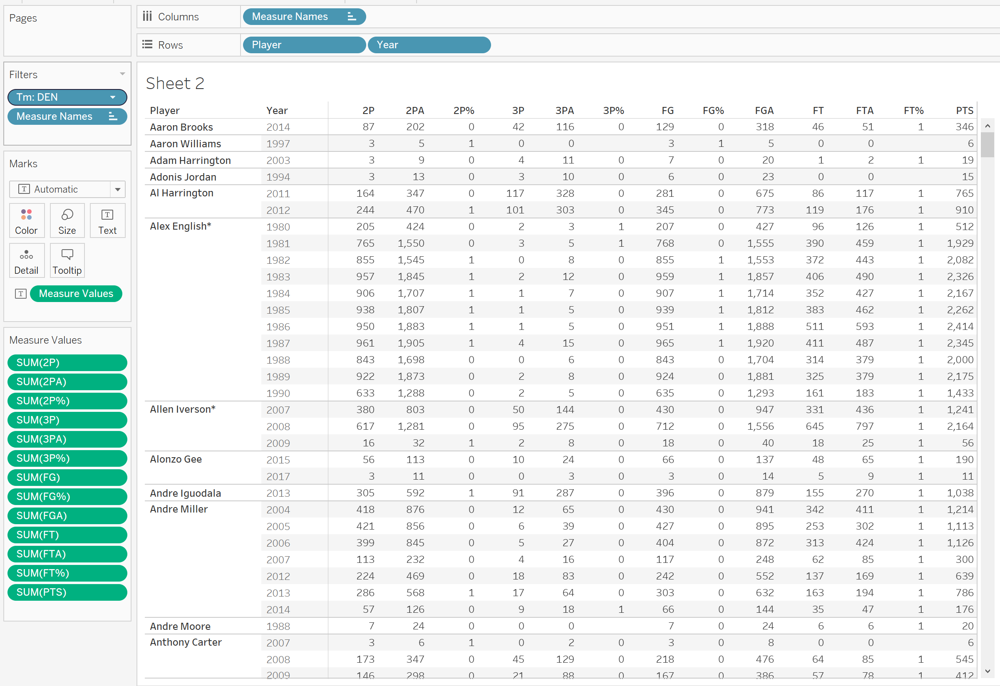 Pages
Columns Measure Names
Rows Player Year
Filters
Tm: DEN
Measure Names
Marks
T Automatic
Color Size T Text
Detail Tooltip
T Measure Values
Measure Values
SUM(2P)
SUM(2PA)
SUM(2P%)
SUM(3P)
SUM(3PA)
SUM(3P%)
SUM(FG)
SUM(FG%)
SUM(FGA)
SUM(FT)
SUM(FTA)
SUM(FT%)
SUM(PTS)
Sheet 2
Player Year 2P 2PA 2P% 3P 3PA 3P% FG FG% FGA FT FTA FT% PTS
Aaron Brooks 2014 87 202 0 42 116 0 129 0 318 46 51 1 346
Aaron Williams 1997 3 5 1 0 0 3 1 5 0 0 6
Adam Harrington 2003 3 9 0 4 11 0 7 0 20 1 2 1 19
Adonis Jordan 1994 3 13 0 3 10 0 6 0 23 0 0 15
Al Harrington 2011 164 347 0 117 328 0 281 0 675 86 117 1 765
2012 244 470 1 101 303 0 345 0 773 119 176 1 910
Alex English* 1980 205 424 0 2 3 1 207 0 427 96 126 1 512
1981 765 1,550 0 3 5 1 768 0 1,555 390 459 1 1,929
1982 855 1,545 1 0 8 0 855 1 1,553 372 443 1 2,082
1983 957 1,845 1 2 12 0 959 1 1,857 406 490 1 2,326
1984 906 1,707 1 1 7 0 907 1 1,714 352 427 1 2,167
1985 938 1,807 1 1 5 0 939 1 1,812 383 462 1 2,262
1986 950 1,883 1 1 5 0 951 1 1,888 511 593 1 2,414
1987 961 1,905 1 4 15 0 965 1 1,920 411 487 1 2,345
1988 843 1,698 0 0 6 0 843 0 1,704 314 379 1 2,000
1989 922 1,873 0 2 8 0 924 0 1,881 325 379 1 2,175
1990 633 1,288 0 2 5 0 635 0 1,293 161 183 1 1,433
Allen Iverson* 2007 380 803 0 50 144 0 430 0 947 331 436 1 1,241
2008 617 1,281 0 95 275 0 712 0 1,556 645 797 1 2,164
2009 16 32 1 2 8 0 18 0 40 18 25 1 56
Alonzo Gee 2015 56 113 0 10 24 0 66 0 137 48 65 1 190
2017 3 11 0 0 3 0 3 0 14 5 9 1 11
Andre Iguodala 2013 305 592 1 91 287 0 396 0 879 155 270 1 1,038
Andre Miller 2004 418 876 0 12 65 0 430 0 941 342 411 1 1,214
2005 421 856 0 6 39 0 427 0 895 253 302 1 1,113
2006 399 845 0 5 27 0 404 0 872 313 424 1 1,126
2007 113 232 0 4 16 0 117 0 248 62 85 1 300
2012 224 469 0 18 83 0 242 0 552 137 169 1 639
2013 286 568 1 17 64 0 303 0 632 163 194 1 786
2014 57 126 0 9 18 1 66 0 144 35 47 1 176
Andre Moore 1988 7 24 0 0 0 7 0 24 6 6 1 20
Anthony Carter 2007 3 6 1 0 2 0 3 0 8 0 0 6
2008 173 347 0 45 129 0 218 0 476 64 85 1 545
2009 146 298 0 21 88 0 167 0 386 57 78 1 412